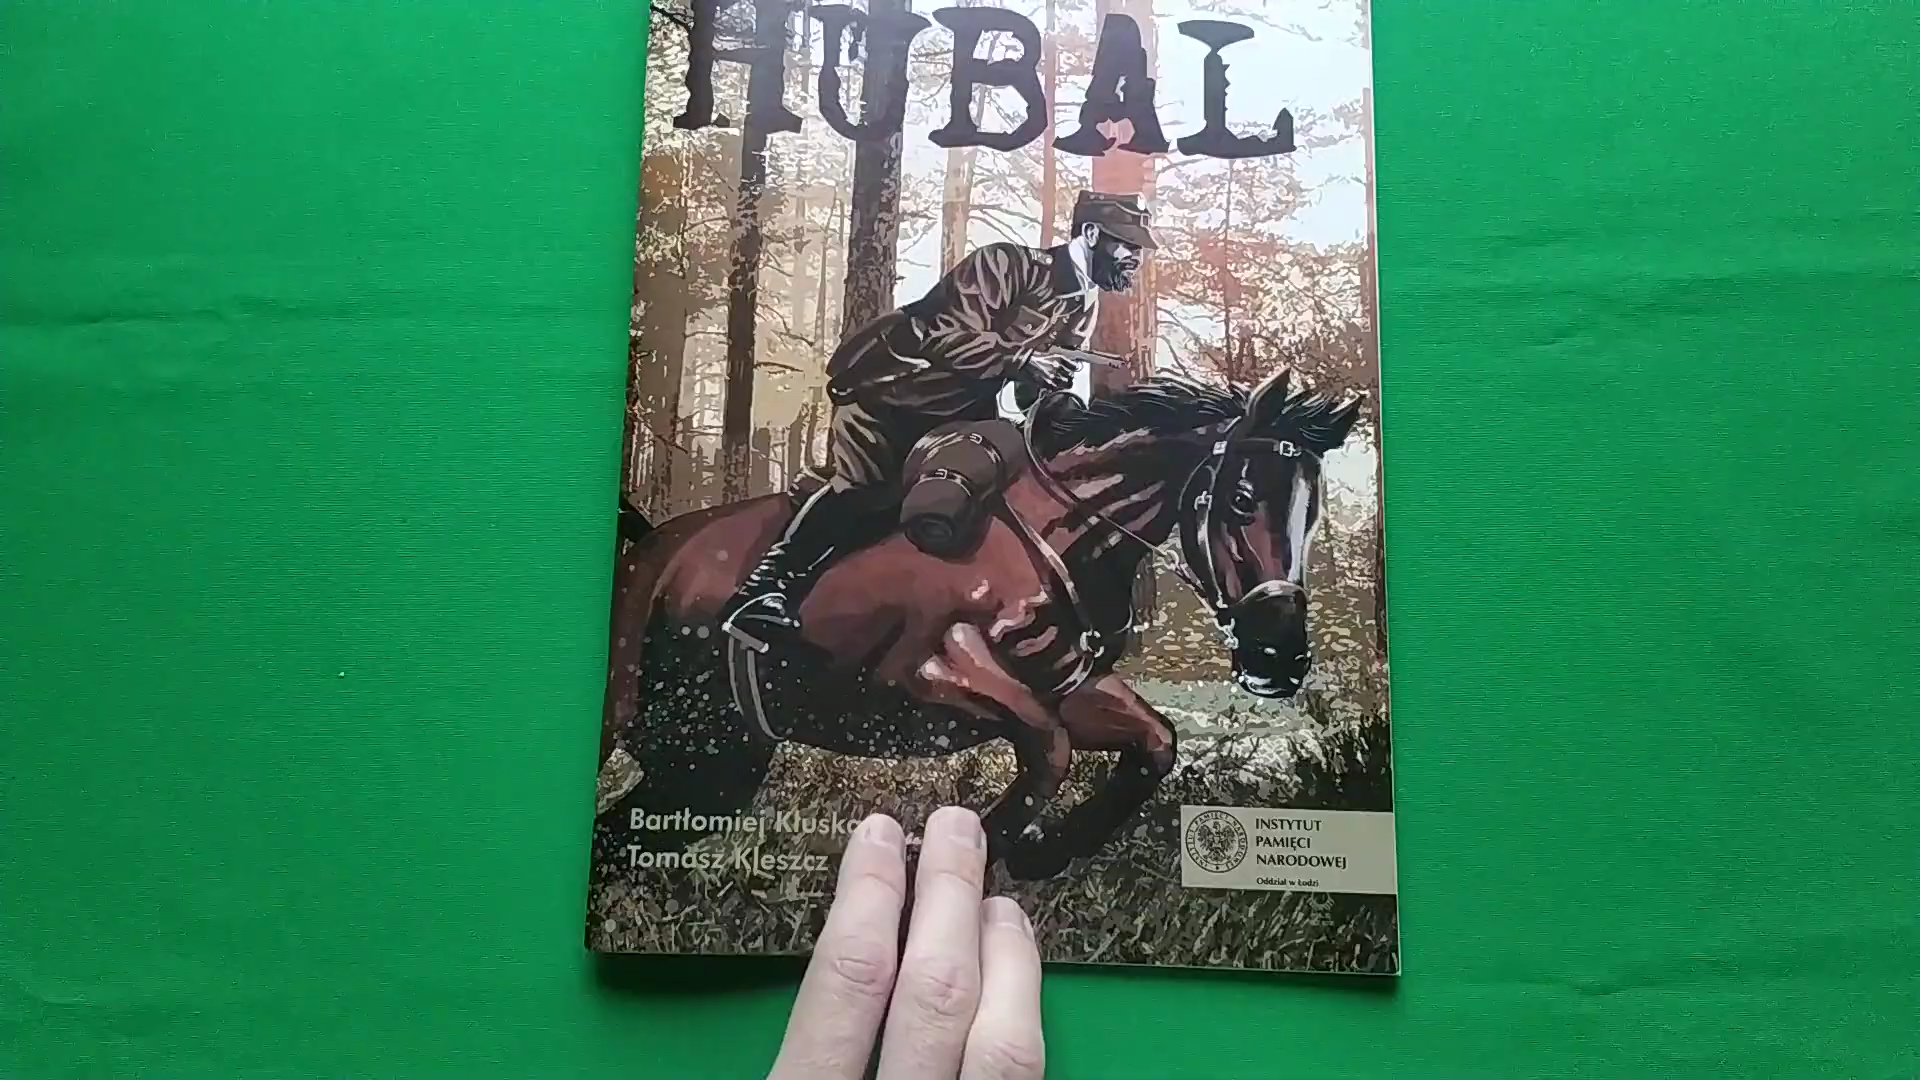 HUBAL
Bartłomiej Kluska
Tomasz Kleszcz
INSTYTUT
PAMIĘCI
NARODOWEJ
Oddział w Łodzi